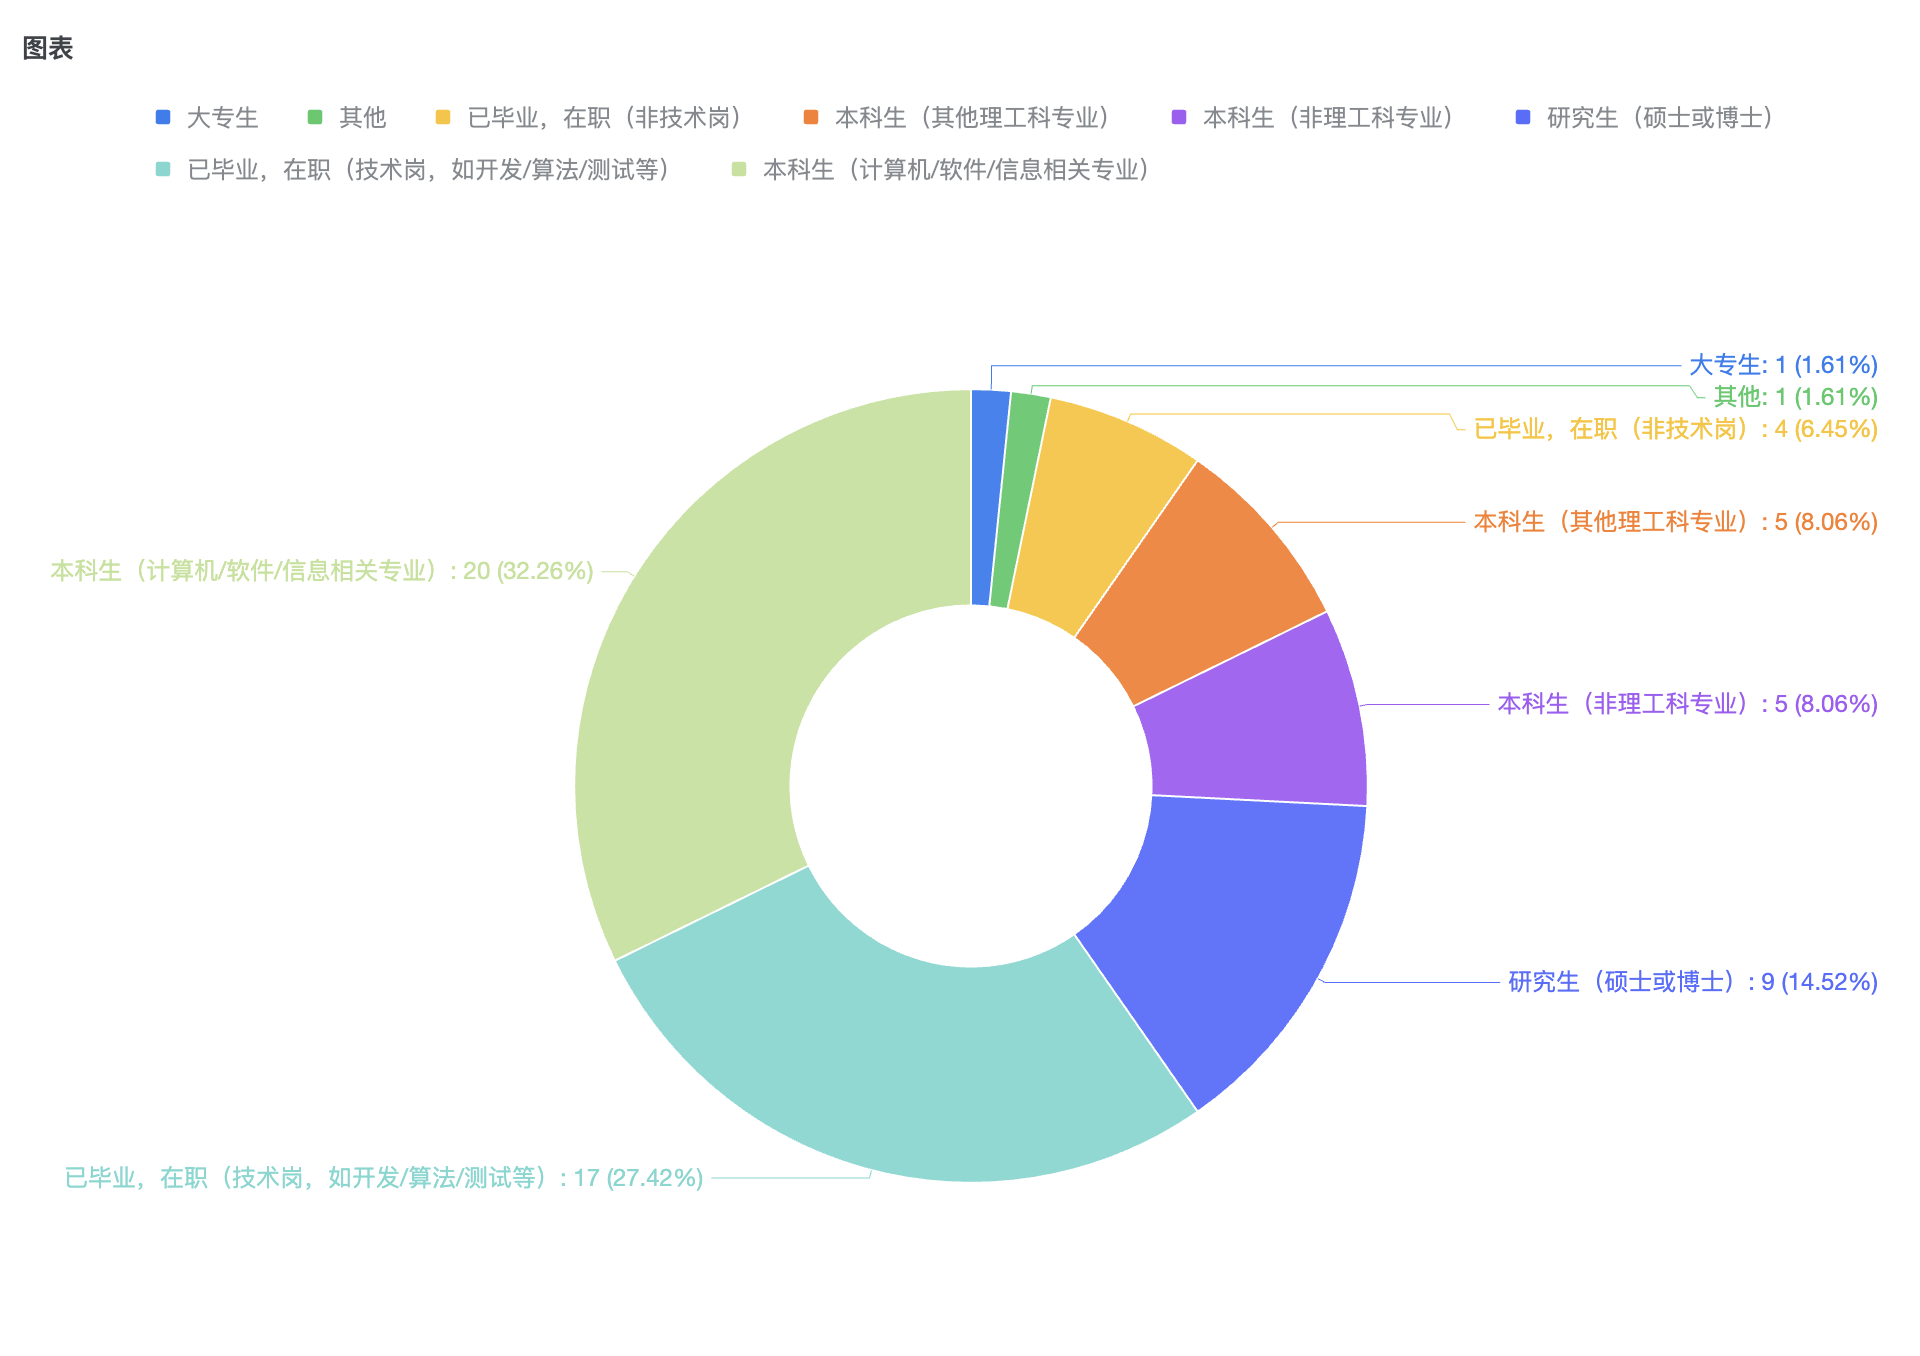 图表
大专生 其他 已毕业，在职（非技术岗） 本科生（其他理工科专业） 本科生（非理工科专业） 研究生（硕士或博士）
已毕业，在职（技术岗，如开发/算法/测试等） 本科生（计算机/软件/信息相关专业）
大专生: 1 (1.61%)
其他: 1 (1.61%)
已毕业，在职（非技术岗）: 4 (6.45%)
本科生（其他理工科专业）: 5 (8.06%)
本科生（计算机/软件/信息相关专业）: 20 (32.26%)
本科生（非理工科专业）: 5 (8.06%)
研究生（硕士或博士）: 9 (14.52%)
已毕业，在职（技术岗，如开发/算法/测试等）: 17 (27.42%)